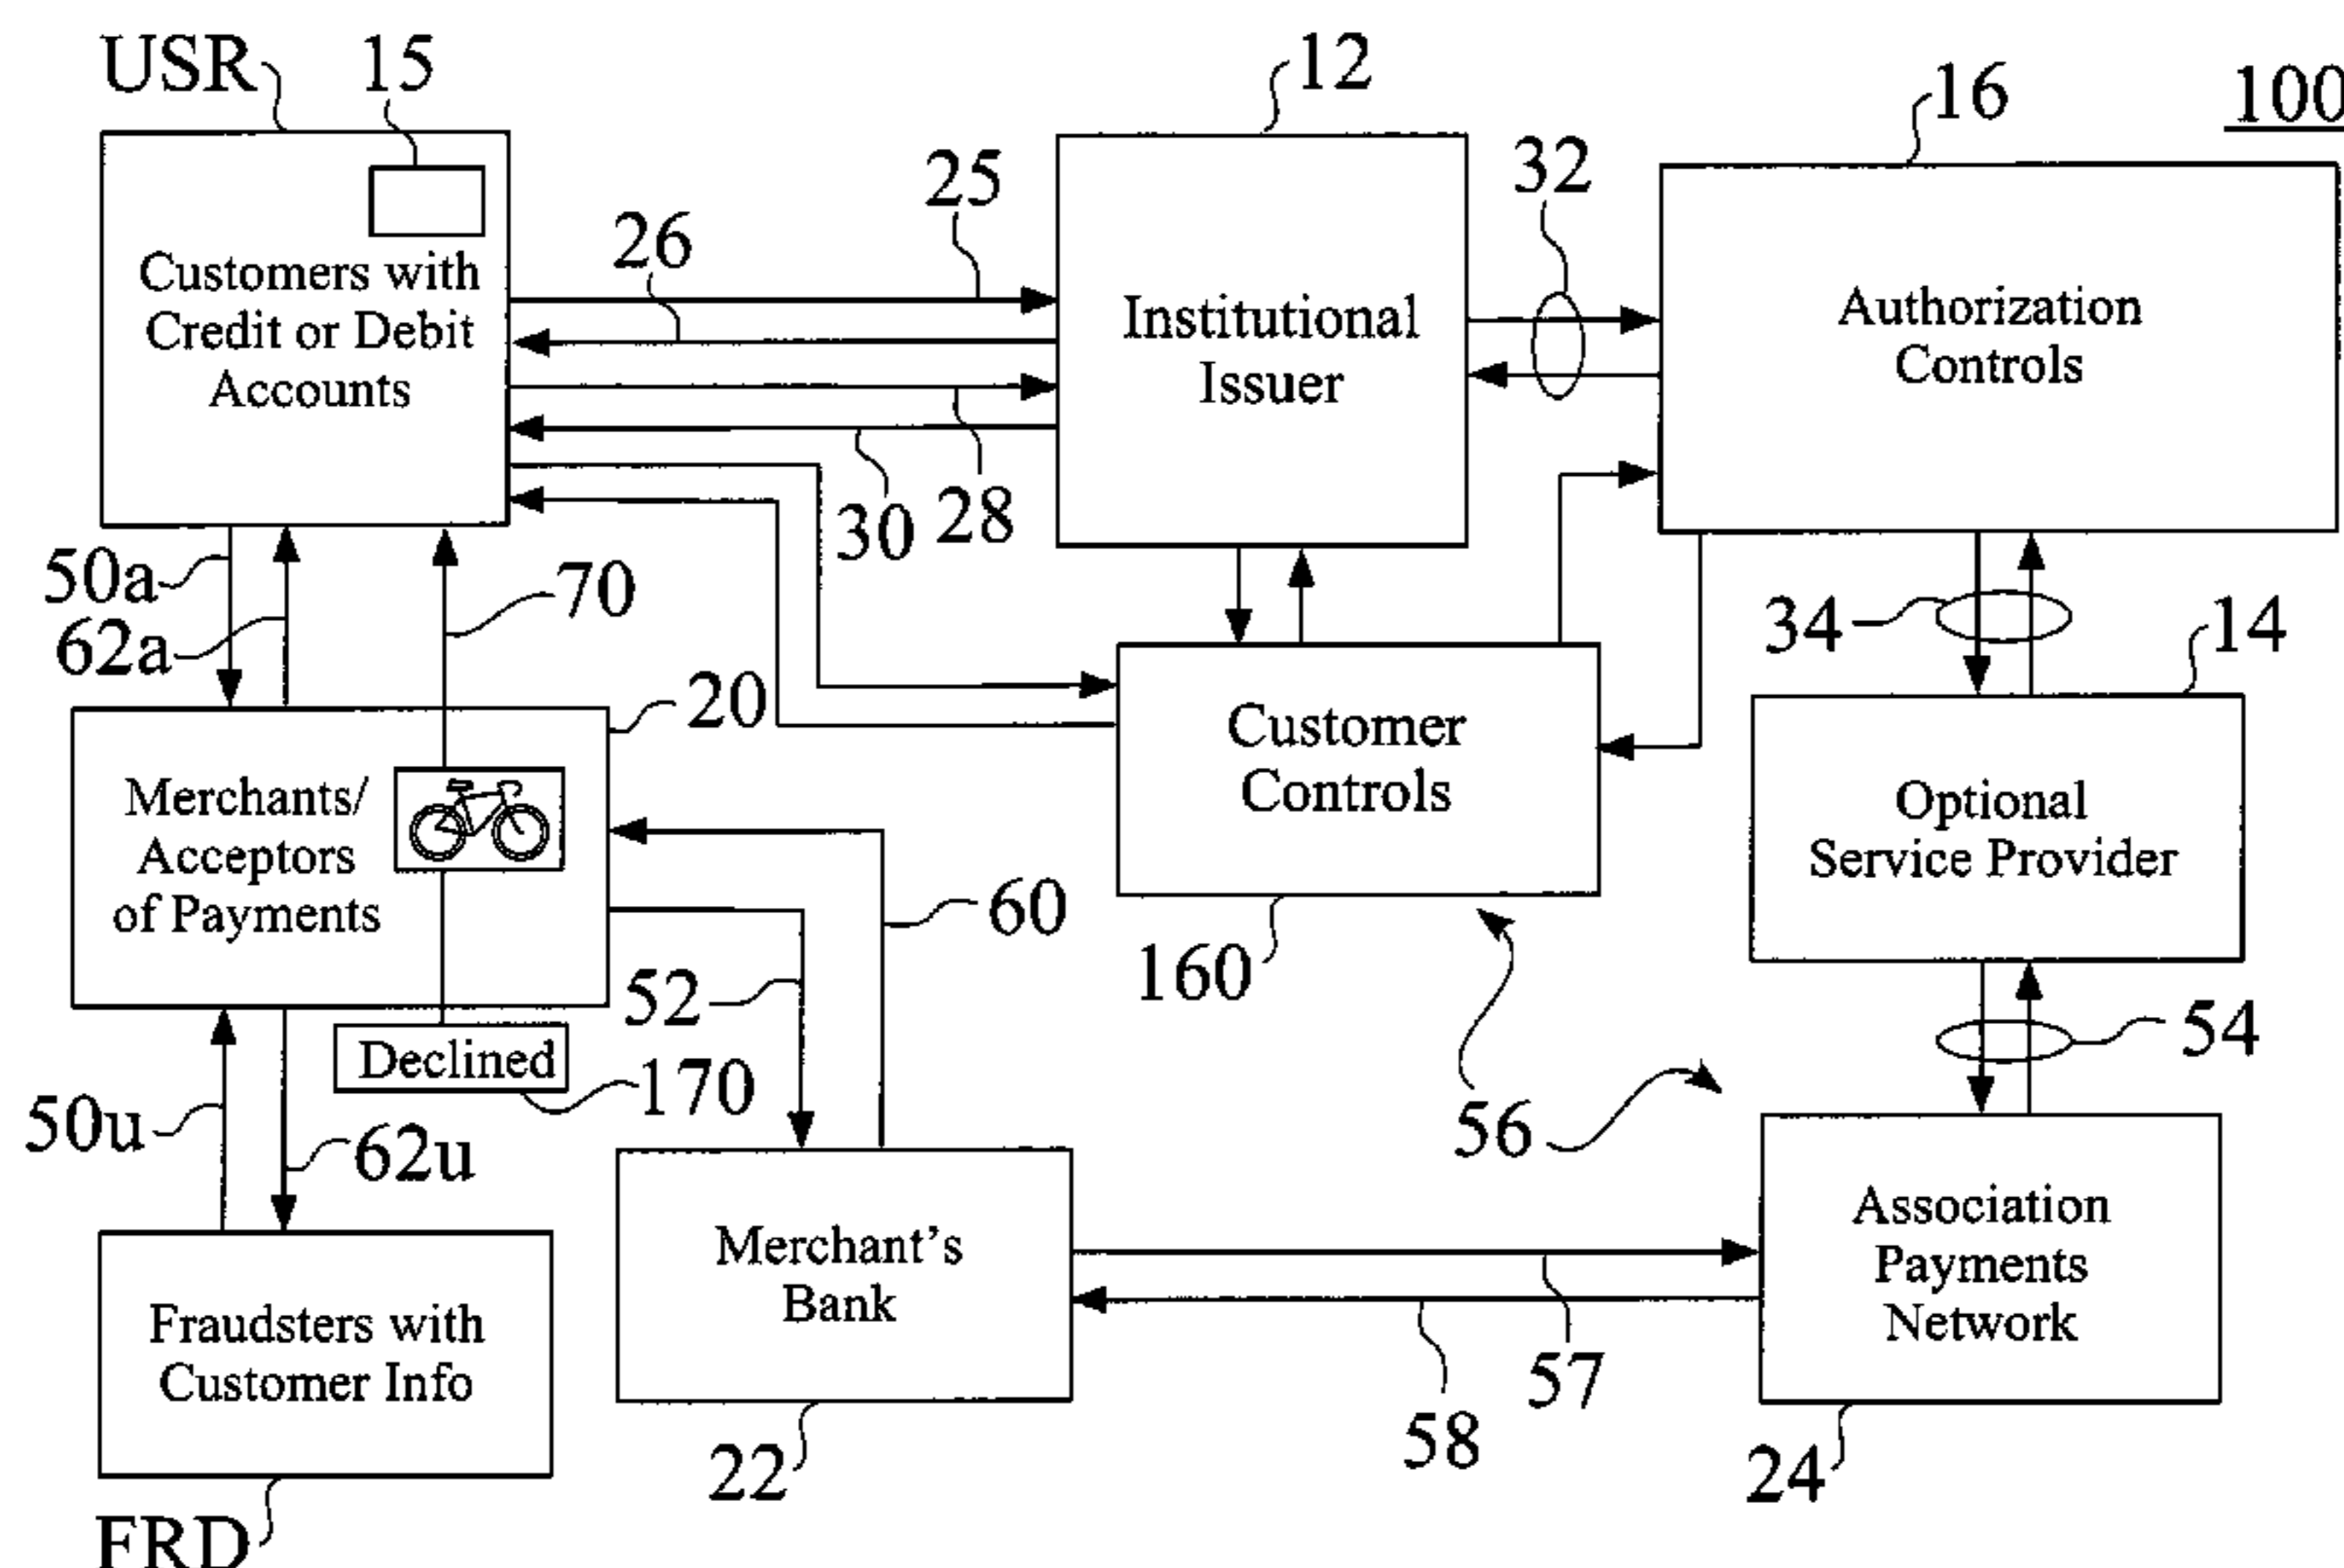 USR
15
12
16
100
32
25
26
Customers with
Credit or Debit
Accounts
Institutional
Issuer
Authorization
Controls
28
30
50a
62a
70
34
14
20
Customer
Controls
Merchants/
Acceptors
of Payments
Optional
Service Provider
60
52
160
54
Declined
170
50u
62u
56
Merchant's
Bank
Association
Payments
Network
Fraudsters with
Customer Info
57
58
22
24
FRD